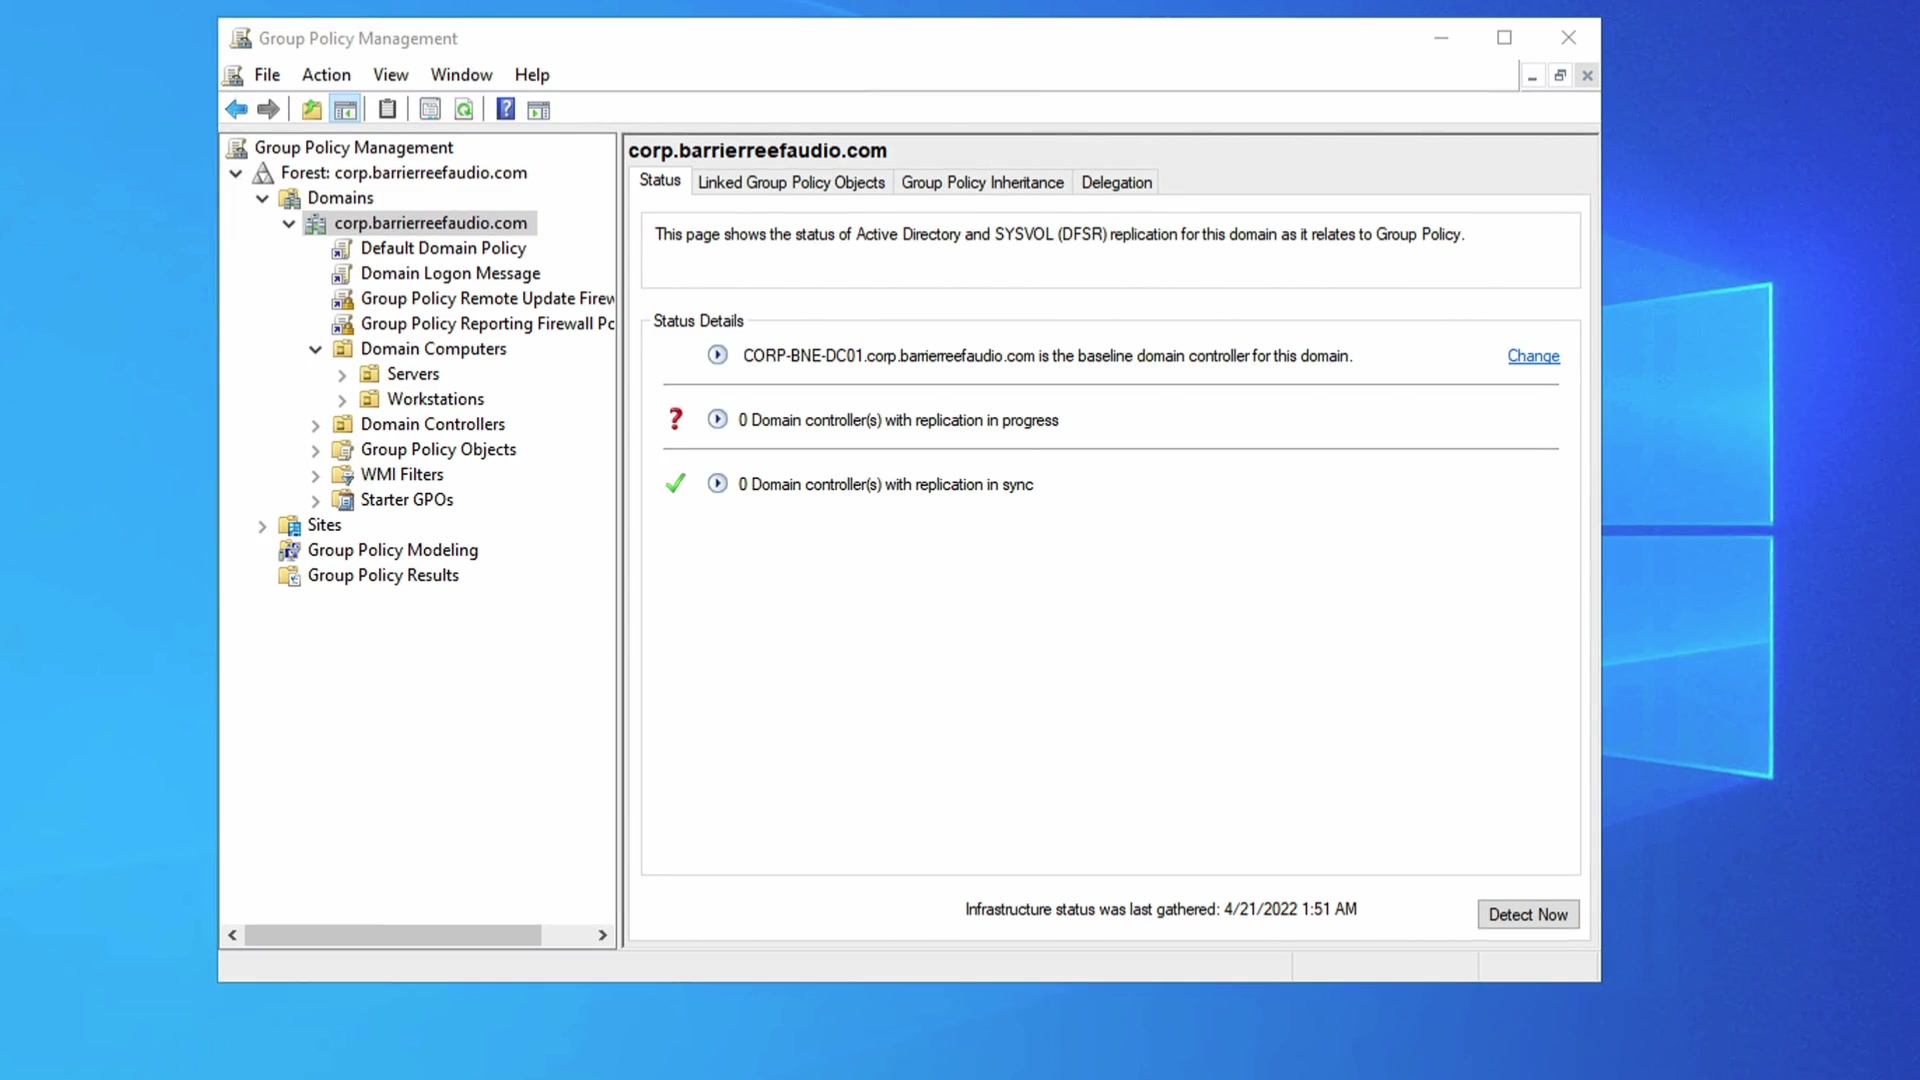 Group Policy Management
File Action View Window Help
Group Policy Management
Forest: corp.barrierreefaudio.com
Domains
corp.barrierreefaudio.com
Default Domain Policy
Domain Logon Message
Group Policy Remote Update Firew
Group Policy Reporting Firewall Po
Domain Computers
Servers
Workstations
Domain Controllers
Group Policy Objects
WMI Filters
Starter GPOs
Sites
Group Policy Modeling
Group Policy Results
corp.barrierreefaudio.com
Status Linked Group Policy Objects Group Policy Inheritance Delegation
This page shows the status of Active Directory and SYSVOL (DFSR) replication for this domain as it relates to Group Policy.
Status Details
CORP-BNE-DC01.corp.barrierreefaudio.com is the baseline domain controller for this domain. Change
0 Domain controller(s) with replication in progress
0 Domain controller(s) with replication in sync
Infrastructure status was last gathered: 4/21/2022 1:51 AM
Detect Now